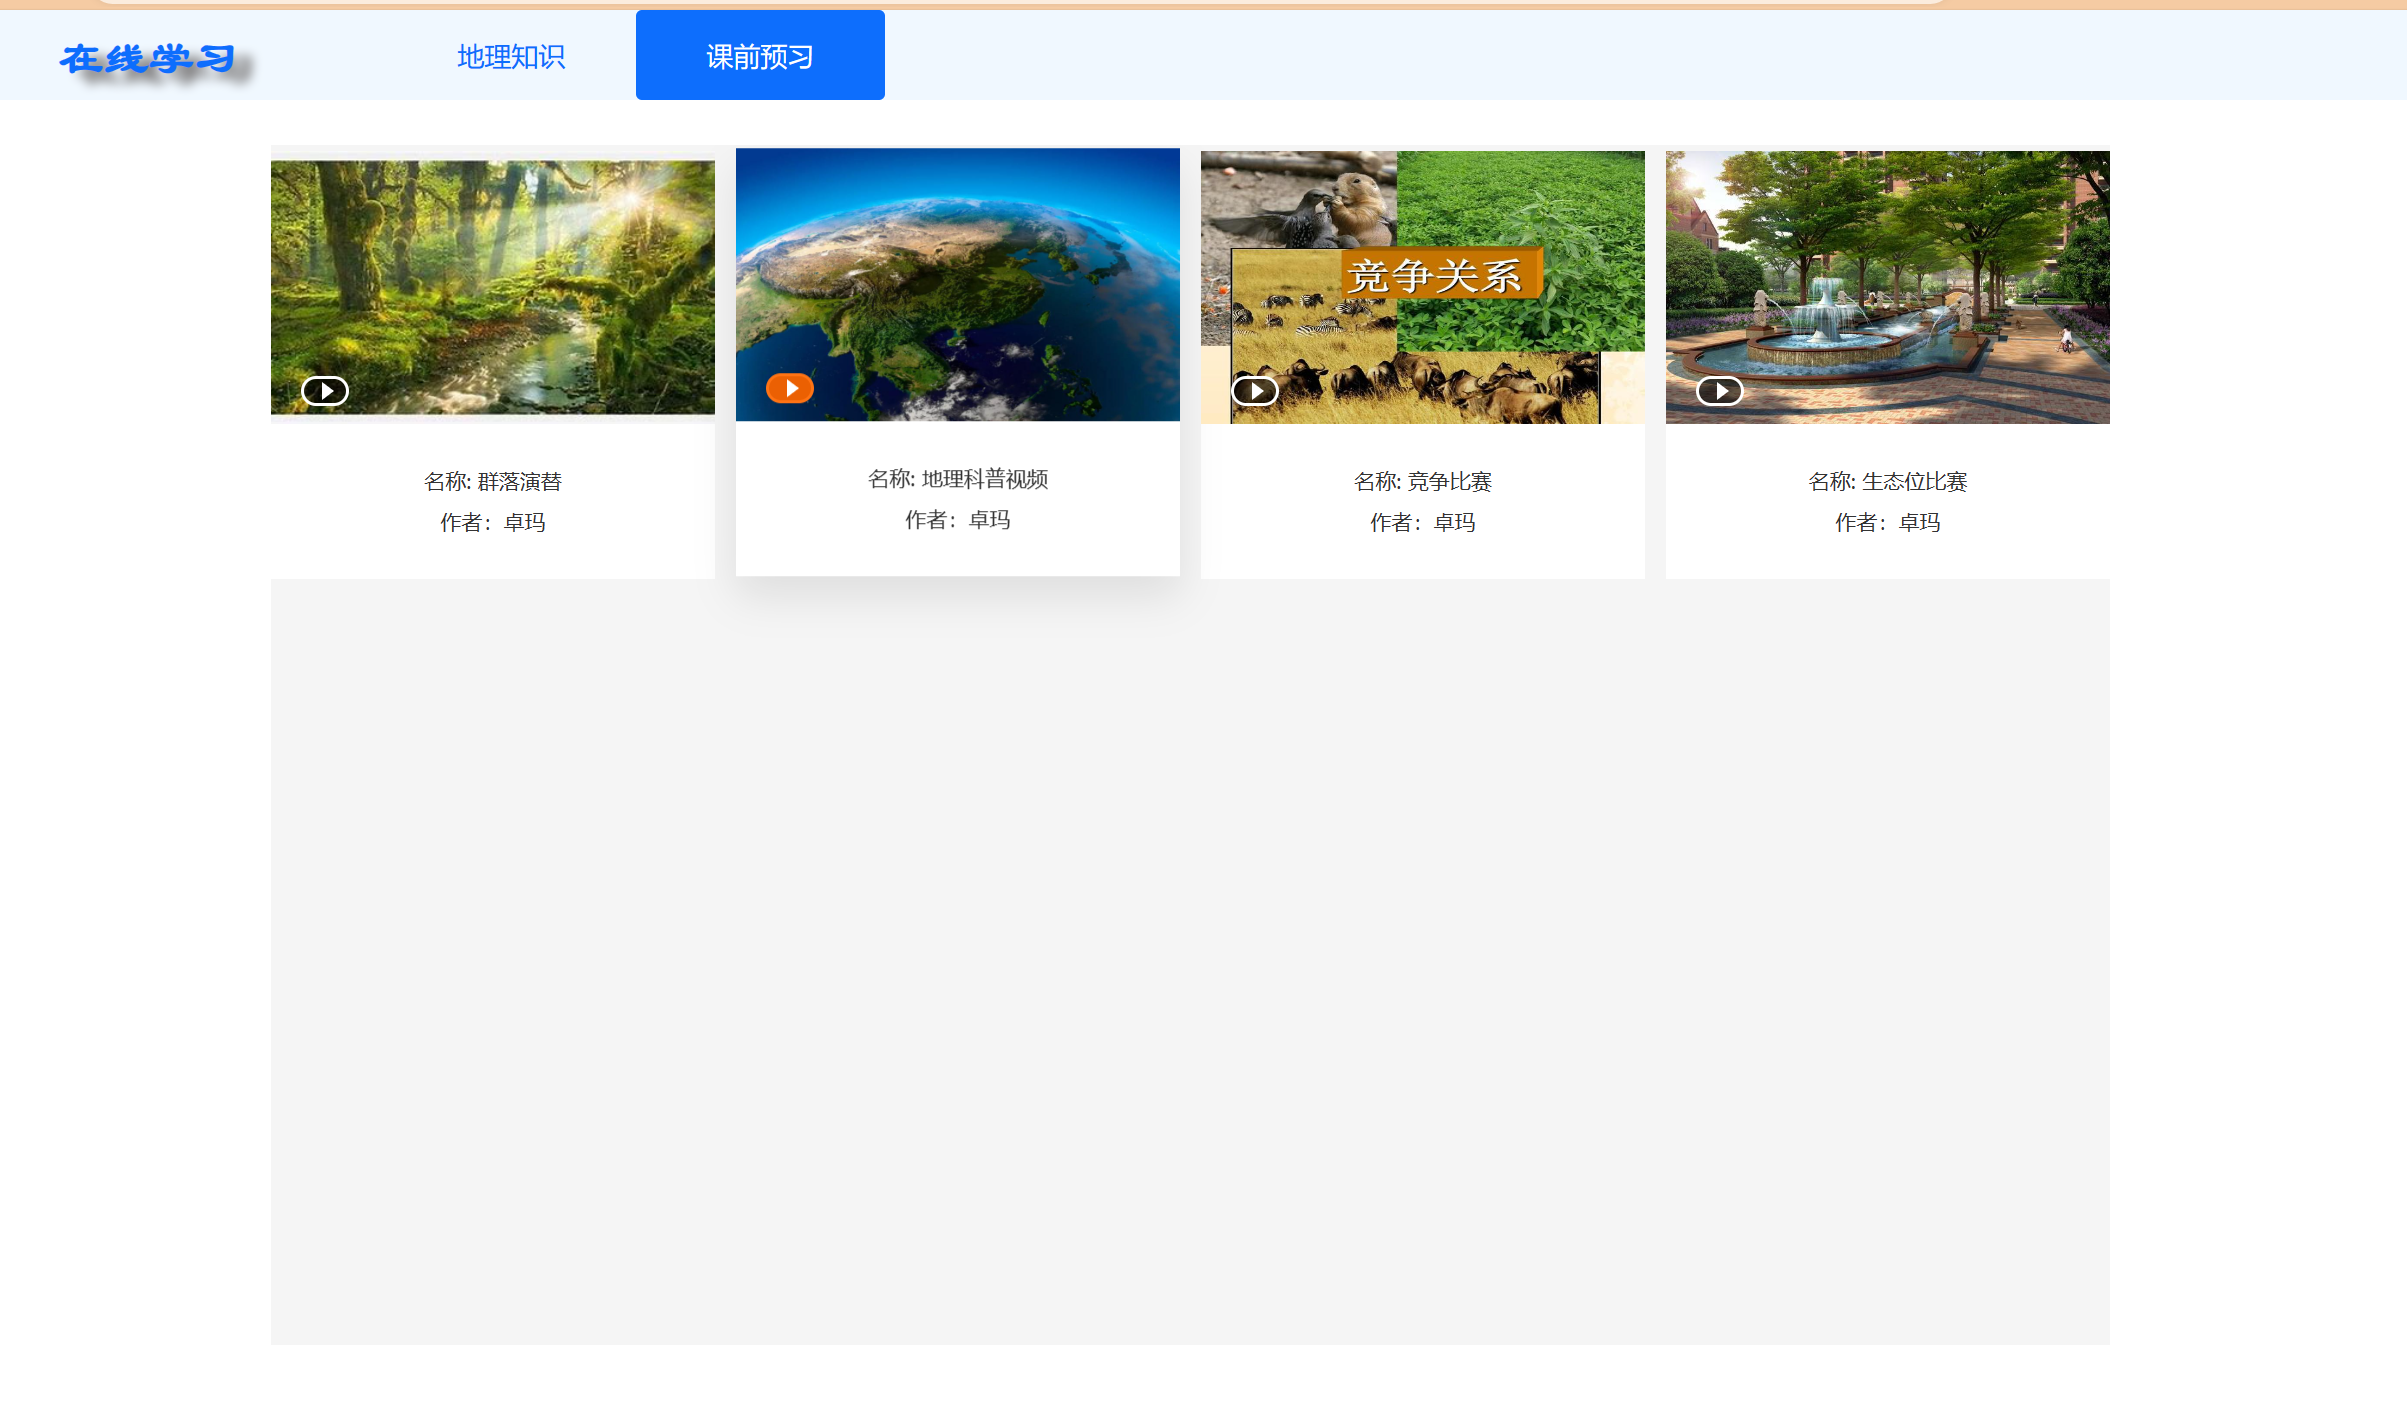 在线学习
地理知识
课前预习
竞争关系
名称: 群落演替
作者：卓玛
名称: 地理科普视频
作者：卓玛
名称: 竞争比赛
作者：卓玛
名称: 生态位比赛
作者：卓玛